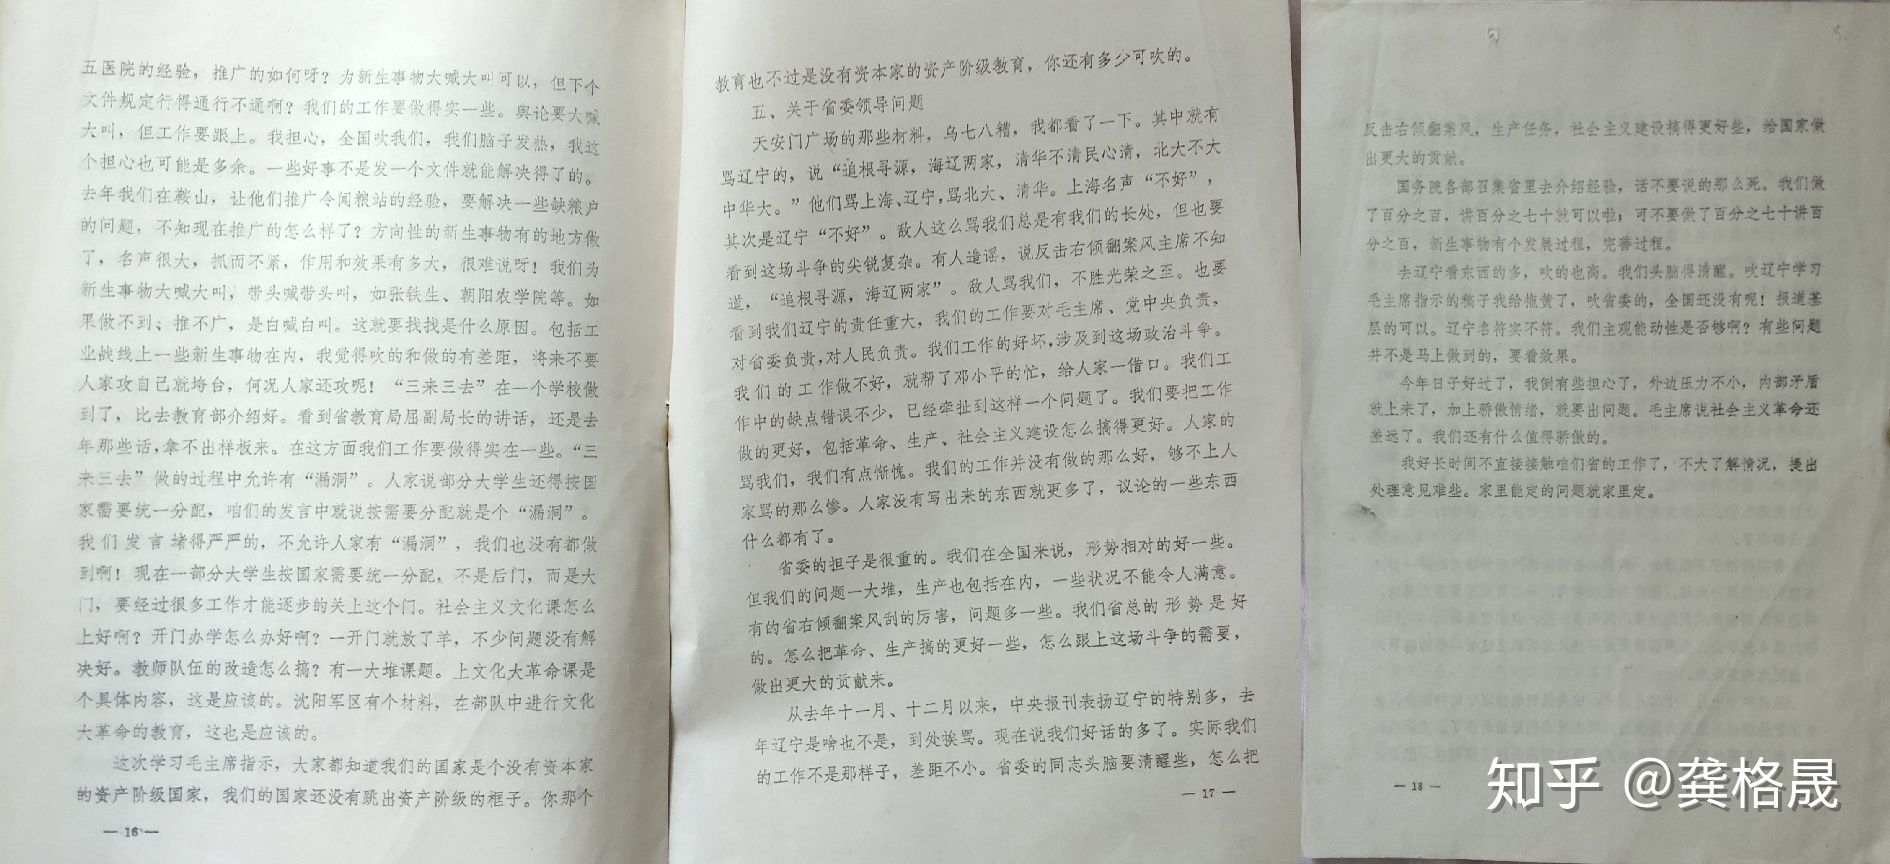 五医院的经验，推广的如何呀？为新生事物大喊大叫可以，但下个
文件规定行得通行不通啊？我们的工作要做得实一些。舆论要大喊
大叫，但工作要跟上。我担心，全国吹我们，我们脑子发热，我这
个担心也可能是多余。一些好事不是发一个文件就能解决得了的。
去年我们在鞍山，让他们推广令闻粮站的经验，要解决一些缺粮户
的问题，不知现在推广的怎么样了？方向性的新生事物有的地方做
了，名声很大，抓而不紧，作用和效果有多大，很难说呀！我们为
新生事物大喊大叫，带头喊带头叫，如张铁生、朝阳农学院等。如
果做不到、推不广，是白喊白叫。这就要找找是什么原因。包括工
业战线上一些新生事物在内，我觉得吹的和做的有差距，将来不要
人家攻自己就垮台，何况人家还攻呢！“三来三去”在一个学校做
到了，比去教育部介绍好。看到省教育局屈副局长的讲话，还是去
年那些话，拿不出样板来。在这方面我们工作要做得实在一些。“三
来三去”做的过程中允许有“漏洞”。人家说部分大学生还得按国
家需要统一分配，咱们的发言中就说按需要分配就是个“漏洞”。
我们发言堵得严严的，不允许人家有“漏洞”，我们也没有都做
到啊！现在一部分大学生按国家需要统一分配，不是后门，而是大
门，要经过很多工作才能逐步的关上这个门。社会主义文化课怎么
上好啊？开门办学怎么办好啊？一开门就放了羊，不少问题没有解
决好。教师队伍的改造怎么搞？有一大堆课题。上文化大革命课是
个具体内容，这是应该的。沈阳军区有个材料，在部队中进行文化
大革命的教育，这也是应该的。
这次学习毛主席指示，大家都知道我们的国家是个没有资本家
的资产阶级国家，我们的国家还没有跳出资产阶级的框子。你那个
— 16 —
教育也不过是没有资本家的资产阶级教育，你还有多少可吹的。
五、关于省委领导问题
天安门广场的那些材料，乌七八糟，我都看了一下。其中就有
骂辽宁的，说“追根寻源，海辽两家，清华不清民心清，北大不大
中华大。”他们骂上海、辽宁，骂北大、清华。上海名声“不好”，
其次是辽宁“不好”。敌人这么骂我们总是有我们的长处，但也要
看到这场斗争的尖锐复杂。有人造谣，说反击右倾翻案风主席不知
道，“追根寻源，海辽两家”。敌人骂我们，不胜光荣之至。也要
看到我们辽宁的责任重大，我们的工作要对毛主席、党中央负责，
对省委负责，对人民负责。我们工作的好坏，涉及到这场政治斗争。
我们的工作做不好，就帮了邓小平的忙，给人家一借口。我们工
作中的缺点错误不少，已经牵扯到这样一个问题了。我们要把工作
做的更好，包括革命、生产、社会主义建设怎么搞得更好。人家的
骂我们，我们有点惭愧。我们的工作并没有做的那么好，够不上人
家骂的那么惨。人家没有写出来的东西就更多了，议论的一些东西
什么都有了。
省委的担子是很重的。我们在全国来说，形势相对的好一些。
但我们的问题一大堆，生产也包括在内，一些状况不能令人满意。
有的省右倾翻案风刮的厉害，问题多一些。我们省总的形势是好
的。怎么把革命、生产搞的更好一些，怎么跟上这场斗争的需要，
做出更大的贡献来。
从去年十一月、十二月以来，中央报刊表扬辽宁的特别多，去
年辽宁是啥也不是，到处挨骂。现在说我们好话的多了。实际我们
的工作不是那样子，差距不小。省委的同志头脑要清醒些，怎么把
— 17 —
反击右倾翻案风，生产任务，社会主义建设搞得更好些，给国家做
出更大的贡献。
国务院各部召集省里去介绍经验，话不要说的那么死。我们做
了百分之百，讲百分之七十就可以啦；可不要做了百分之七十讲百
分之百，新生事物有个发展过程，完善过程。
去辽宁看东西的多，吹的也高。我们头脑得清醒。吹辽宁学习
毛主席指示的稿子我给拖黄了，吹省委的，全国还没有呢！报道基
层的可以。辽宁名符实不符。我们主观能动性是否够啊？有些问题
并不是马上做到的，要看效果。
今年日子好过了，我倒有些担心了，外边压力不小，内部矛盾
就上来了，加上骄傲情绪，就要出问题。毛主席说社会主义革命还
差远了。我们还有什么值得骄傲的。
我好长时间不直接接触咱们省的工作了，不大了解情况，提出
处理意见难些。家里能定的问题就家里定。
— 18 —
知乎 @龚格晟